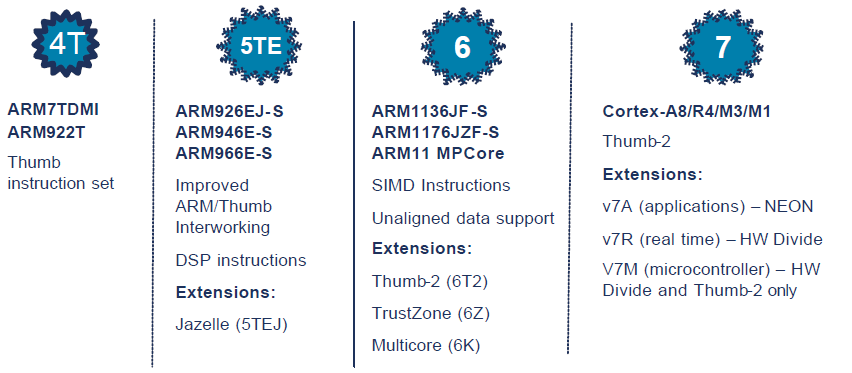 4T
ARM7TDMI
ARM922T
Thumb
instruction set
5TE
ARM926EJ-S
ARM946E-S
ARM966E-S
Improved
ARM/Thumb
Interworking
DSP instructions
Extensions:
Jazelle (5TEJ)
6
ARM1136JF-S
ARM1176JZF-S
ARM11 MPCore
SIMD Instructions
Unaligned data support
Extensions:
Thumb-2 (6T2)
TrustZone (6Z)
Multicore (6K)
7
Cortex-A8/R4/M3/M1
Thumb-2
Extensions:
v7A (applications) – NEON
v7R (real time) – HW Divide
V7M (microcontroller) – HW
Divide and Thumb-2 only